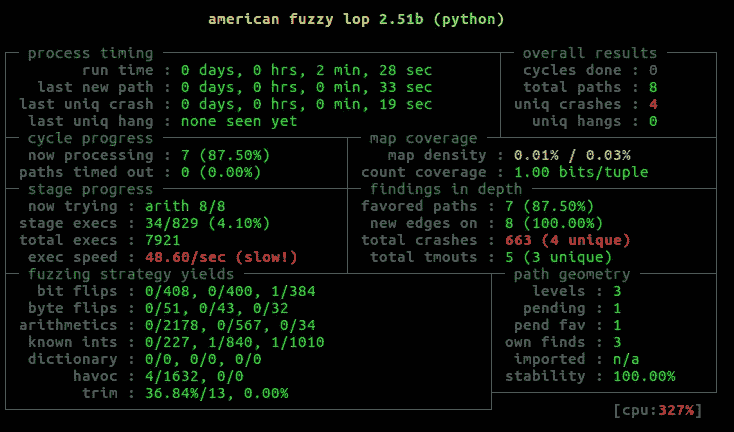 american fuzzy lop 2.51b (python)
process timing
run time : 0 days, 0 hrs, 2 min, 28 sec
last new path : 0 days, 0 hrs, 0 min, 33 sec
last uniq crash : 0 days, 0 hrs, 0 min, 19 sec
last uniq hang : none seen yet
overall results
cycles done : 0
total paths : 8
uniq crashes : 4
uniq hangs : 0
cycle progress
now processing : 7 (87.50%)
paths timed out : 0 (0.00%)
map coverage
map density : 0.01% / 0.03%
count coverage : 1.00 bits/tuple
stage progress
now trying : arith 8/8
stage execs : 34/829 (4.10%)
total execs : 7921
exec speed : 48.60/sec (slow!)
findings in depth
favored paths : 7 (87.50%)
new edges on : 8 (100.00%)
total crashes : 663 (4 unique)
total tmouts : 5 (3 unique)
fuzzing strategy yields
bit flips : 0/408, 0/400, 1/384
byte flips : 0/51, 0/43, 0/32
arithmetics : 0/2178, 0/567, 0/34
known ints : 0/227, 1/840, 1/1010
dictionary : 0/0, 0/0, 0/0
havoc : 4/1632, 0/0
trim : 36.84%/13, 0.00%
path geometry
levels : 3
pending : 1
pend fav : 1
own finds : 3
imported : n/a
stability : 100.00%
[cpu:327%]